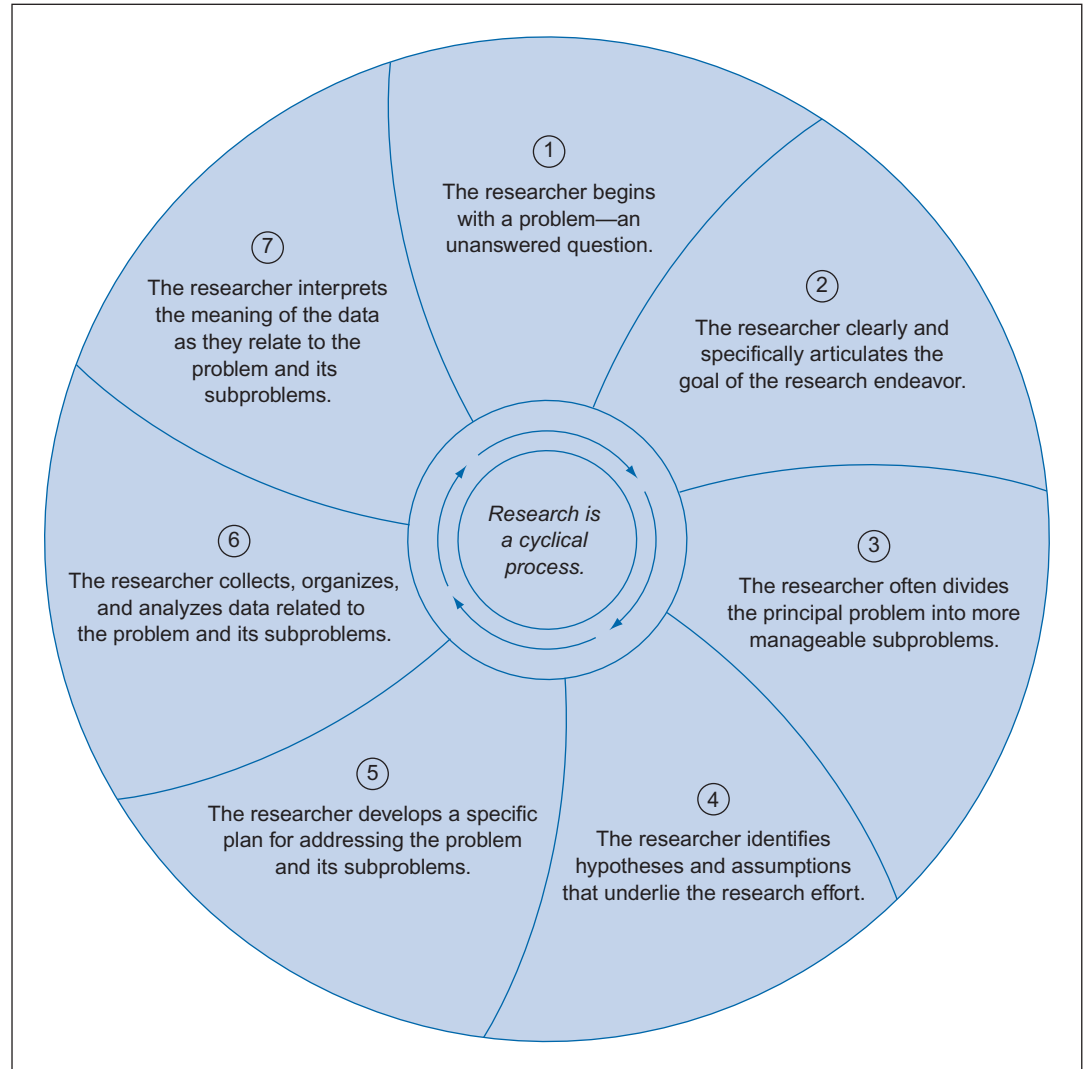 1
The researcher begins
with a problem—an
unanswered question.
2
The researcher clearly and
specifically articulates the
goal of the research endeavor.
3
The researcher often divides
the principal problem into more
manageable subproblems.
4
The researcher identifies
hypotheses and assumptions
that underlie the research effort.
5
The researcher develops a specific
plan for addressing the problem
and its subproblems.
6
The researcher collects, organizes,
and analyzes data related to
the problem and its subproblems.
7
The researcher interprets
the meaning of the data
as they relate to the
problem and its
subproblems.
Research is
a cyclical
process.